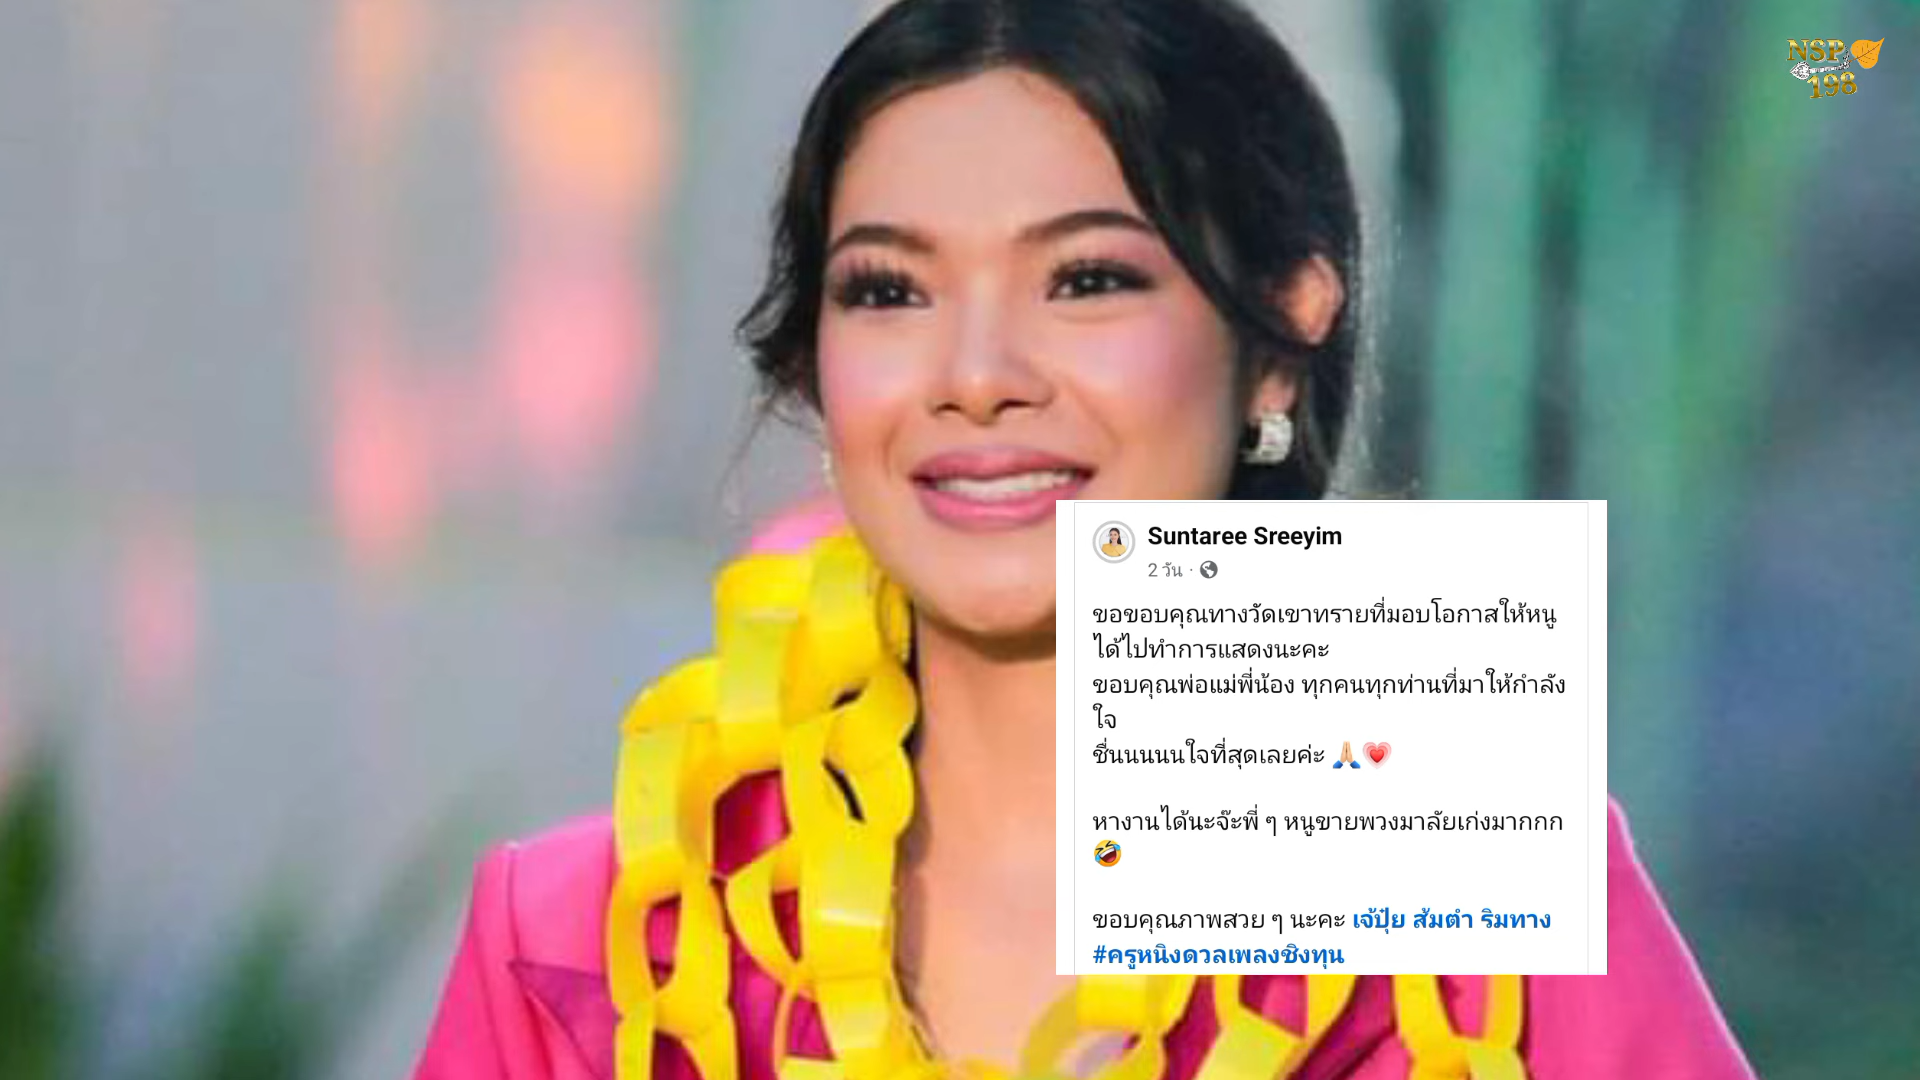 NSP
198
Suntaree Sreeyim
2 วัน ·
ขอขอบคุณทางวัดเขาทรายที่มอบโอกาสให้หนู
ได้ไปทำการแสดงนะคะ
ขอบคุณพ่อแม่พี่น้อง ทุกคนทุกท่านที่มาให้กำลัง
ใจ
ชื่นนนนนใจที่สุดเลยค่ะ 🙏🏻💗
หางานได้นะจ๊ะพี่ ๆ หนูขายพวงมาลัยเก่งมากกก
🤣
ขอบคุณภาพสวย ๆ นะคะ เจ้ปุ๋ย ส้มตำ ริมทาง
#ครูหนิงดวลเพลงชิงทุน